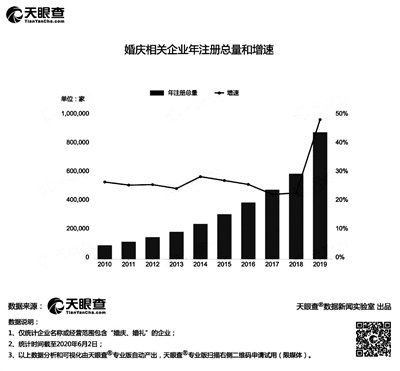 天眼查
TianYanCha.com
婚庆相关企业年注册总量和增速
单位：家
年注册总量
增速
1,000,000
800,000
600,000
400,000
200,000
0
50%
40%
30%
20%
10%
0%
2010 2011 2012 2013 2014 2015 2016 2017 2018 2019
数据来源：
天眼查
TianYanCha.com
天眼查®数据新闻实验室 出品
数据说明：
1、仅统计企业名称或经营范围包含“婚庆、婚礼”的企业；
2、统计时间截至2020年6月2日；
3、以上数据分析和可视化由天眼查®专业版自动产出，天眼查®专业版扫描右侧二维码申请试用（限媒体）。